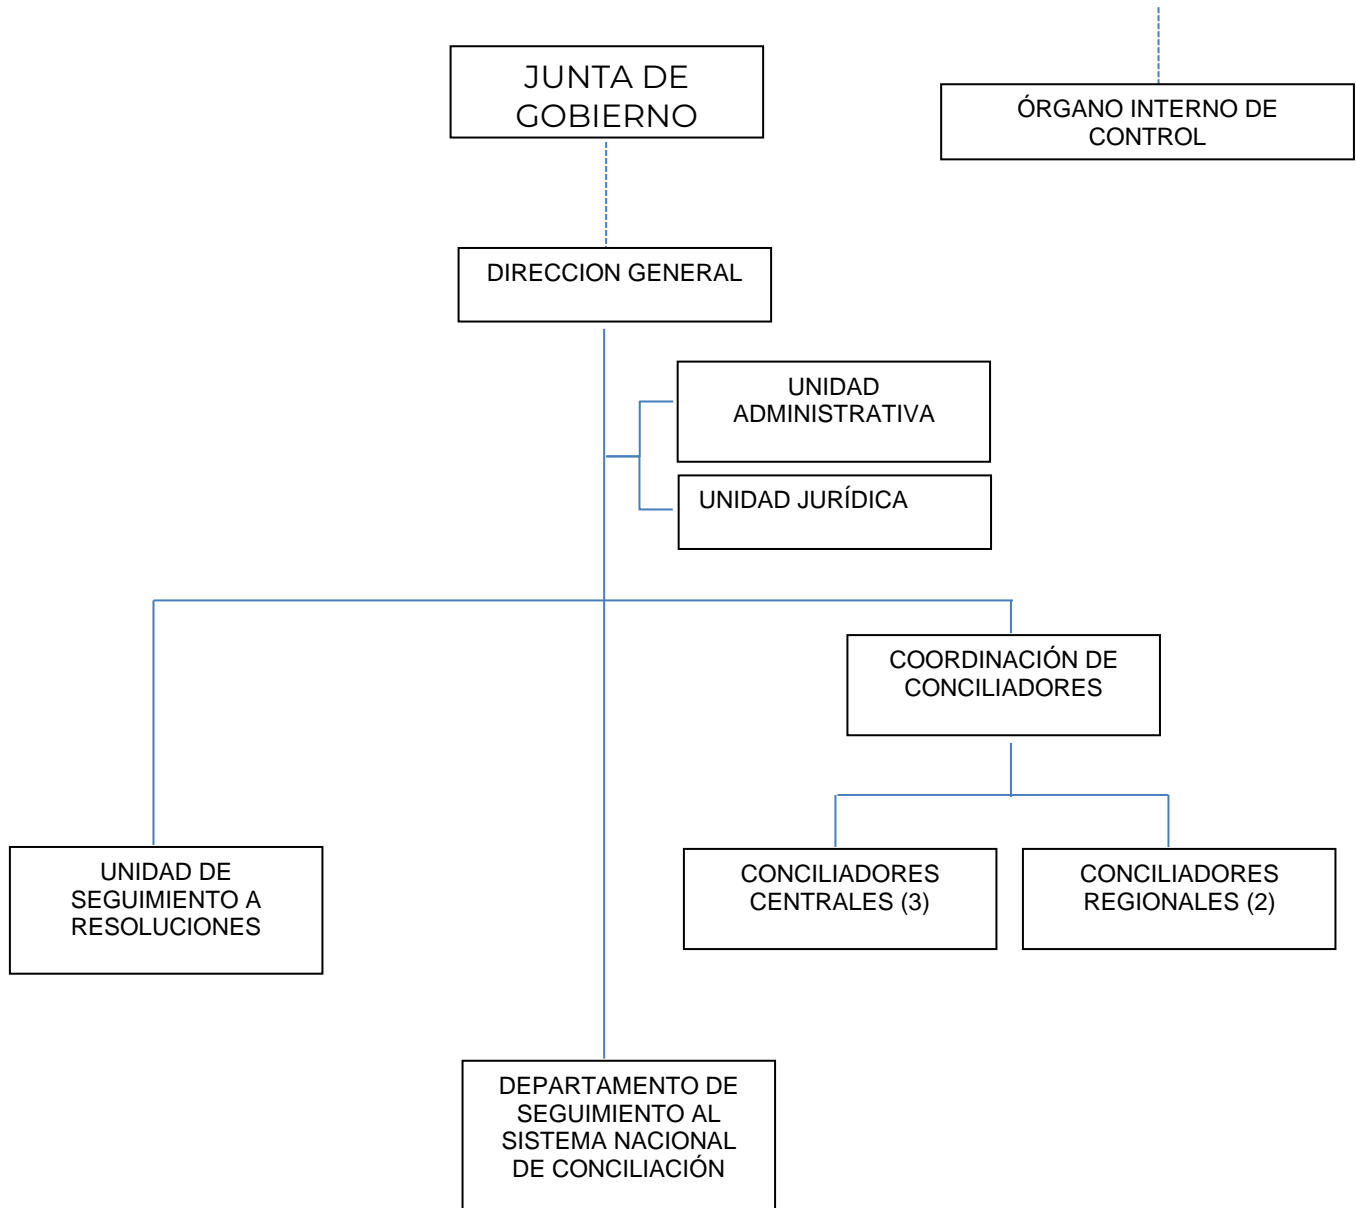 JUNTA DE
GOBIERNO
ÓRGANO INTERNO DE
CONTROL
DIRECCION GENERAL
UNIDAD
ADMINISTRATIVA
UNIDAD JURÍDICA
COORDINACIÓN DE
CONCILIADORES
UNIDAD DE
SEGUIMIENTO A
RESOLUCIONES
CONCILIADORES
CENTRALES (3)
CONCILIADORES
REGIONALES (2)
DEPARTAMENTO DE
SEGUIMIENTO AL
SISTEMA NACIONAL
DE CONCILIACIÓN